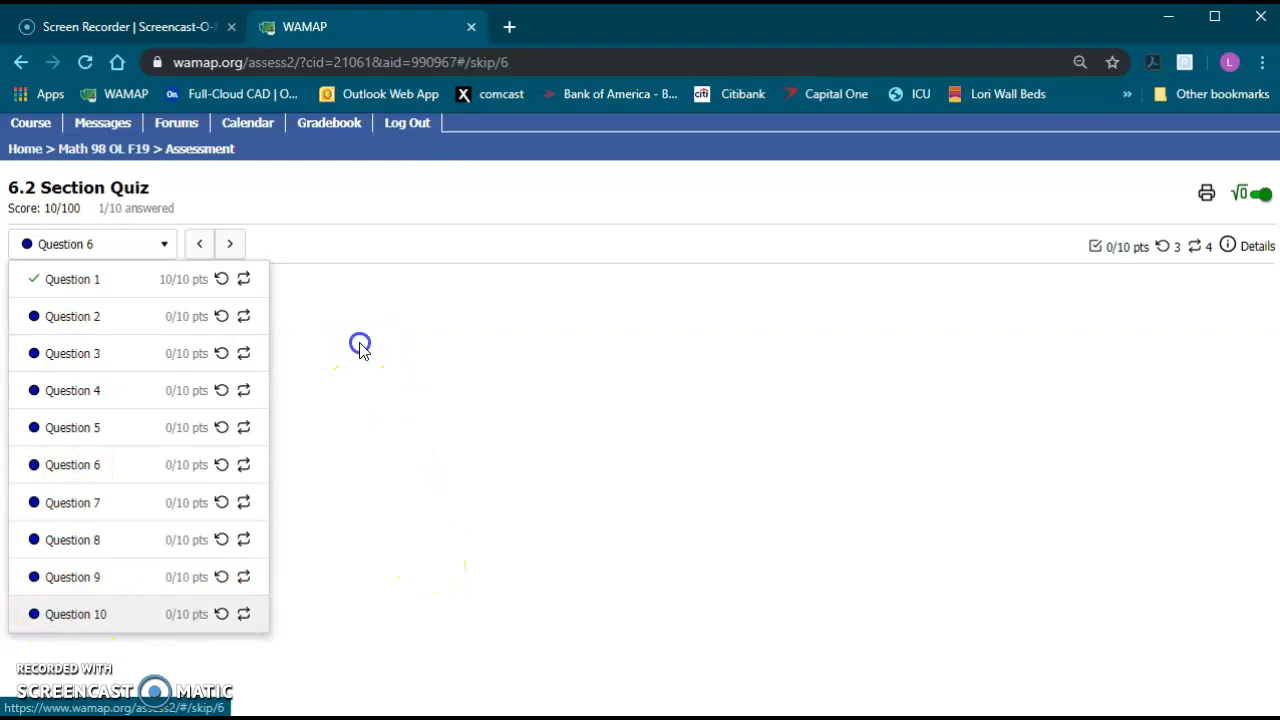 Screen Recorder | Screencast-O-
WAMAP
wamap.org/assess2/?cid=21061&aid=990967#/skip/6
L
Apps
WAMAP
On
Full-Cloud CAD | O...
Outlook Web App
X
comcast
Bank of America - B...
citi
Citibank
Capital One
ICU
Lori Wall Beds
»
Other bookmarks
Course
Messages
Forums
Calendar
Gradebook
Log Out
Home > Math 98 OL F19 > Assessment
6.2 Section Quiz
Score: 10/100 1/10 answered
Question 6
<
>
0/10 pts 3 4 Details
Question 1 10/10 pts
Question 2 0/10 pts
Question 3 0/10 pts
Question 4 0/10 pts
Question 5 0/10 pts
Question 6 0/10 pts
Question 7 0/10 pts
Question 8 0/10 pts
Question 9 0/10 pts
Question 10 0/10 pts
RECORDED WITH
SCREENCAST MATIC
https://www.wamap.org/assess2/#/skip/6